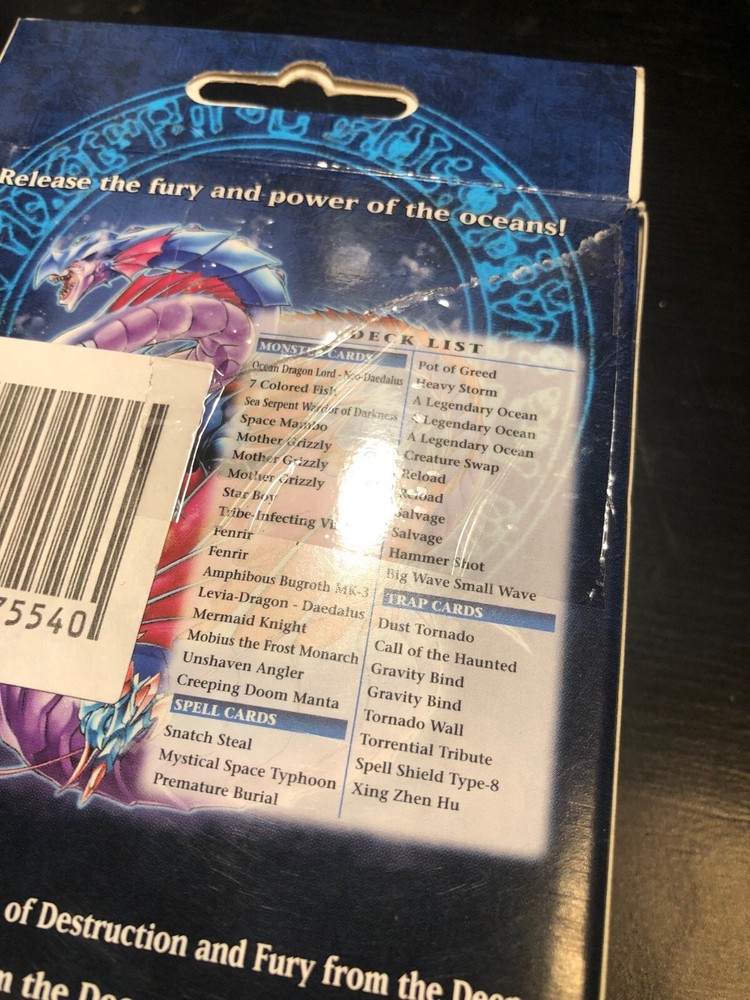 Release the fury and power of the oceans!
DECK LIST
MONSTER CARDS
Ocean Dragon Lord - Neo-Daedalus
7 Colored Fish
Sea Serpent Warrior of Darkness
Space Mambo
Mother Grizzly
Mother Grizzly
Mother Grizzly
Star Boy
Tribe-Infecting
Fenrir
Fenrir
Amphibous Bugroth MK-3
Levia-Dragon - Daedalus
Mermaid Knight
Mobius the Frost Monarch
Unshaven Angler
Creeping Doom Manta
SPELL CARDS
Snatch Steal
Mystical Space Typhoon
Premature Burial
Pot of Greed
Heavy Storm
A Legendary Ocean
A Legendary Ocean
A Legendary Ocean
Creature Swap
Reload
Reload
Salvage
Salvage
Hammer Shot
Big Wave Small Wave
TRAP CARDS
Dust Tornado
Call of the Haunted
Gravity Bind
Gravity Bind
Tornado Wall
Torrential Tribute
Spell Shield Type-8
Xing Zhen Hu
75540
of Destruction and Fury from the Deep
the